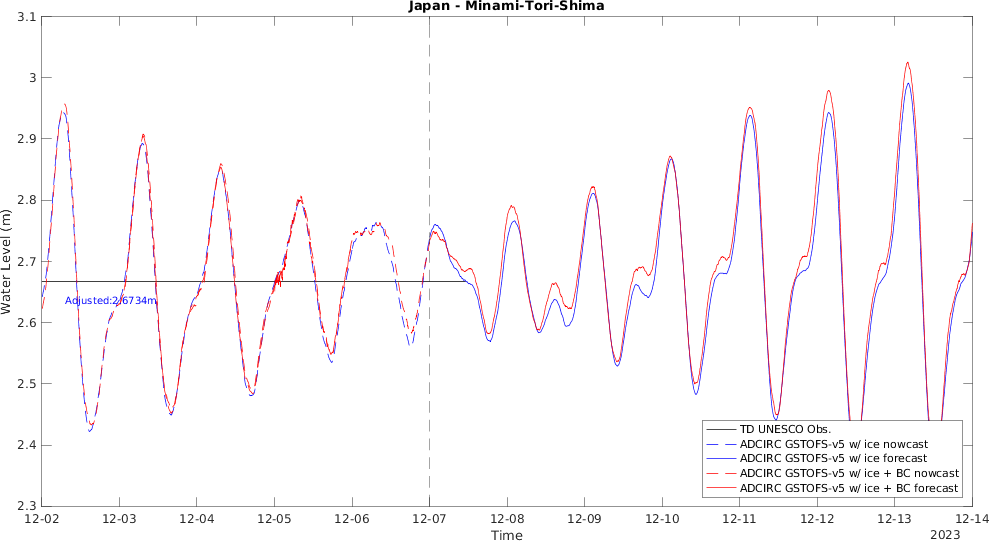 Japan - Minami-Tori-Shima
3.1
3
2.9
2.8
2.7
2.6
2.5
2.4
2.3
Water Level (m)
Adjusted:2.6734m
TD UNESCO Obs.
ADCIRC GSTOFS-v5 w/ ice nowcast
ADCIRC GSTOFS-v5 w/ ice forecast
ADCIRC GSTOFS-v5 w/ ice + BC nowcast
ADCIRC GSTOFS-v5 w/ ice + BC forecast
12-02 12-03 12-04 12-05 12-06 12-07 12-08 12-09 12-10 12-11 12-12 12-13 12-14
Time
2023